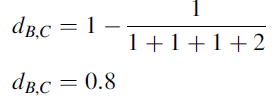 d_{B,C} = 1 - \frac{1}{1+1+1+2}
d_{B,C} = 0.8